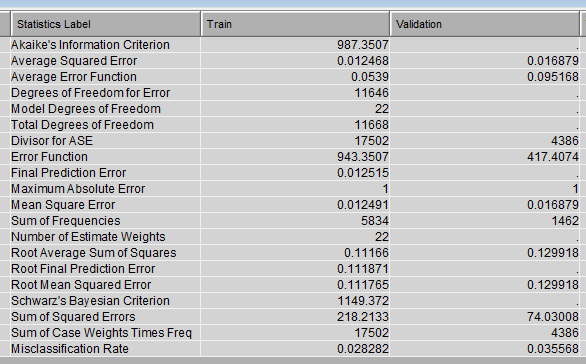 Statistics Label Train Validation
Akaike's Information Criterion 987.3507 .
Average Squared Error 0.012468 0.016879
Average Error Function 0.0539 0.095168
Degrees of Freedom for Error 11646 .
Model Degrees of Freedom 22 .
Total Degrees of Freedom 11668 .
Divisor for ASE 17502 4386
Error Function 943.3507 417.4074
Final Prediction Error 0.012515 .
Maximum Absolute Error 1 1
Mean Square Error 0.012491 0.016879
Sum of Frequencies 5834 1462
Number of Estimate Weights 22 .
Root Average Sum of Squares 0.11166 0.129918
Root Final Prediction Error 0.111871 .
Root Mean Squared Error 0.111765 0.129918
Schwarz's Bayesian Criterion 1149.372 .
Sum of Squared Errors 218.2133 74.03008
Sum of Case Weights Times Freq 17502 4386
Misclassification Rate 0.028282 0.035568